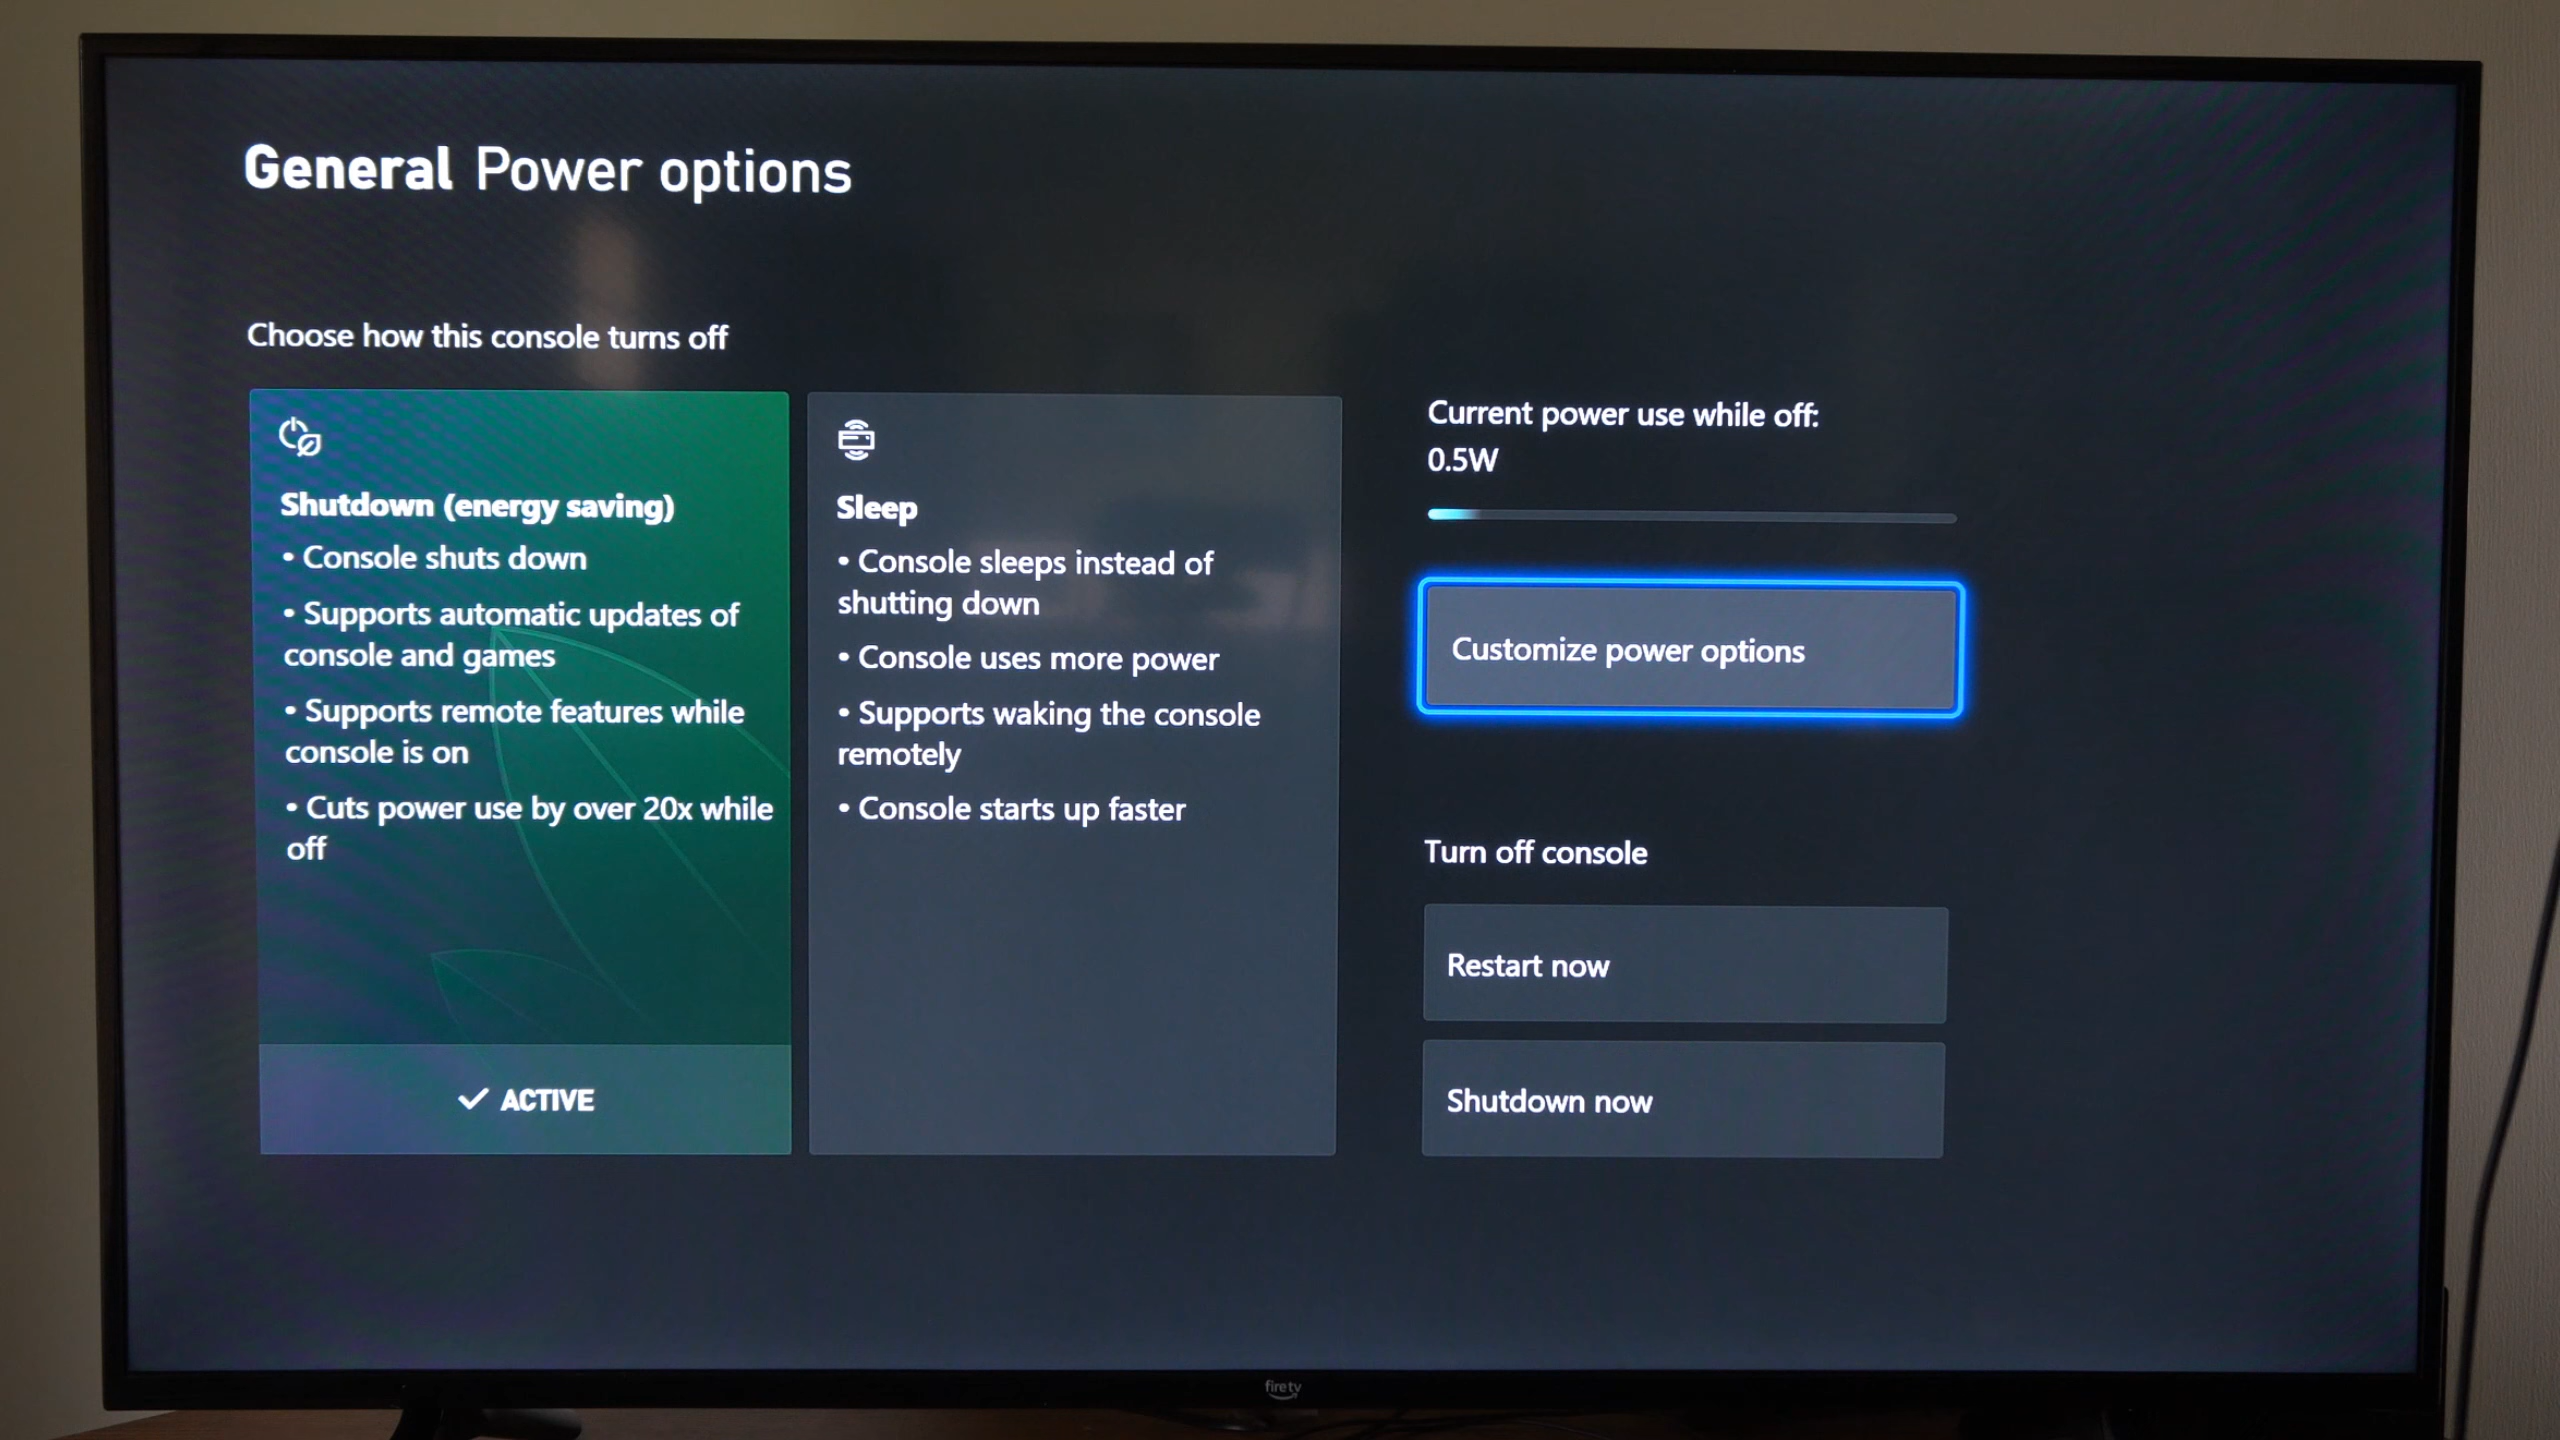 General Power options
Choose how this console turns off
Shutdown (energy saving)
• Console shuts down
• Supports automatic updates of
console and games
• Supports remote features while
console is on
• Cuts power use by over 20x while
off
✓ ACTIVE
Sleep
• Console sleeps instead of
shutting down
• Console uses more power
• Supports waking the console
remotely
• Console starts up faster
Current power use while off:
0.5W
Customize power options
Turn off console
Restart now
Shutdown now
fire tv